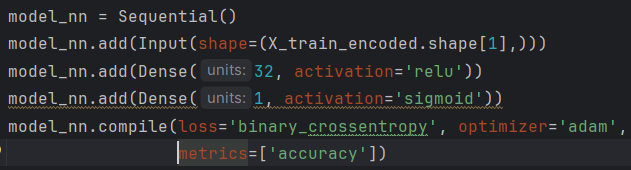 model_nn = Sequential()
model_nn.add(Input(shape=(X_train_encoded.shape[1],)))
model_nn.add(Dense( units: 32, activation='relu'))
model_nn.add(Dense( units: 1, activation='sigmoid'))
model_nn.compile(loss='binary_crossentropy', optimizer='adam',
metrics=['accuracy'])